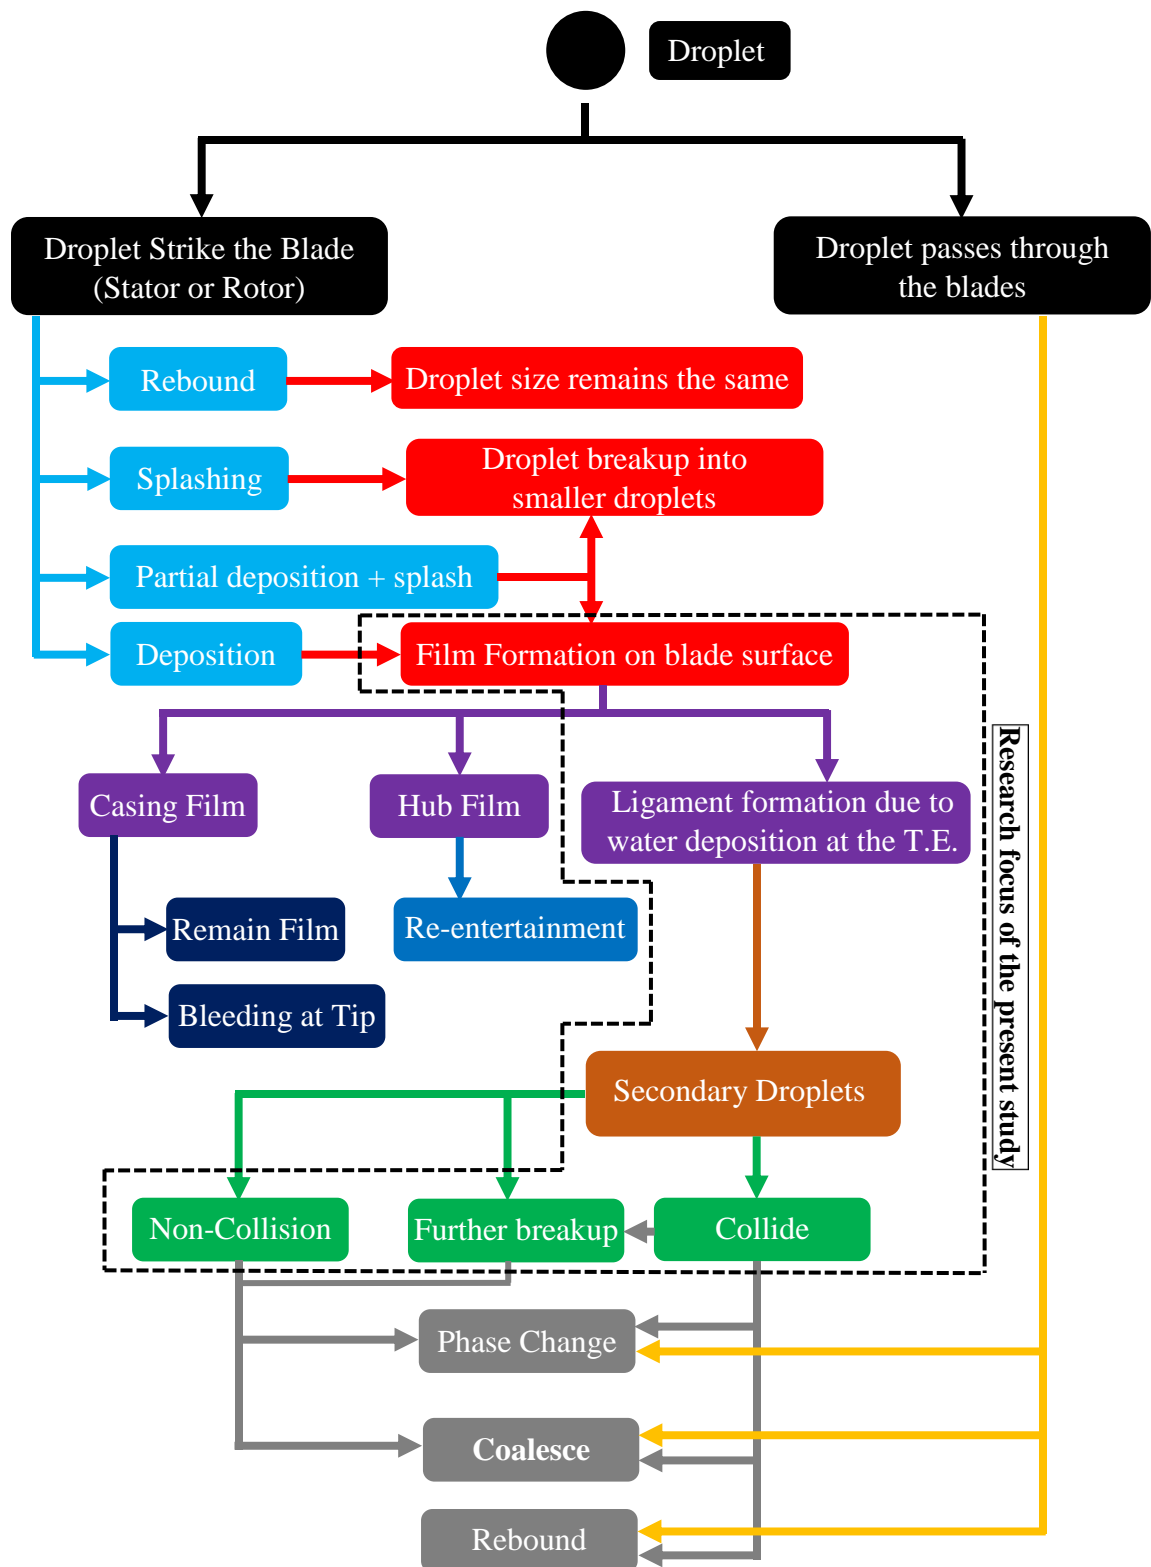 Droplet
Droplet Strike the Blade
(Stator or Rotor)
Droplet passes through
the blades
Rebound
Droplet size remains the same
Splashing
Droplet breakup into
smaller droplets
Partial deposition + splash
Deposition
Film Formation on blade surface
Research focus of the present study
Casing Film
Hub Film
Ligament formation due to
water deposition at the T.E.
Remain Film
Re-entertainment
Bleeding at Tip
Secondary Droplets
Non-Collision
Further breakup
Collide
Phase Change
Coalesce
Rebound